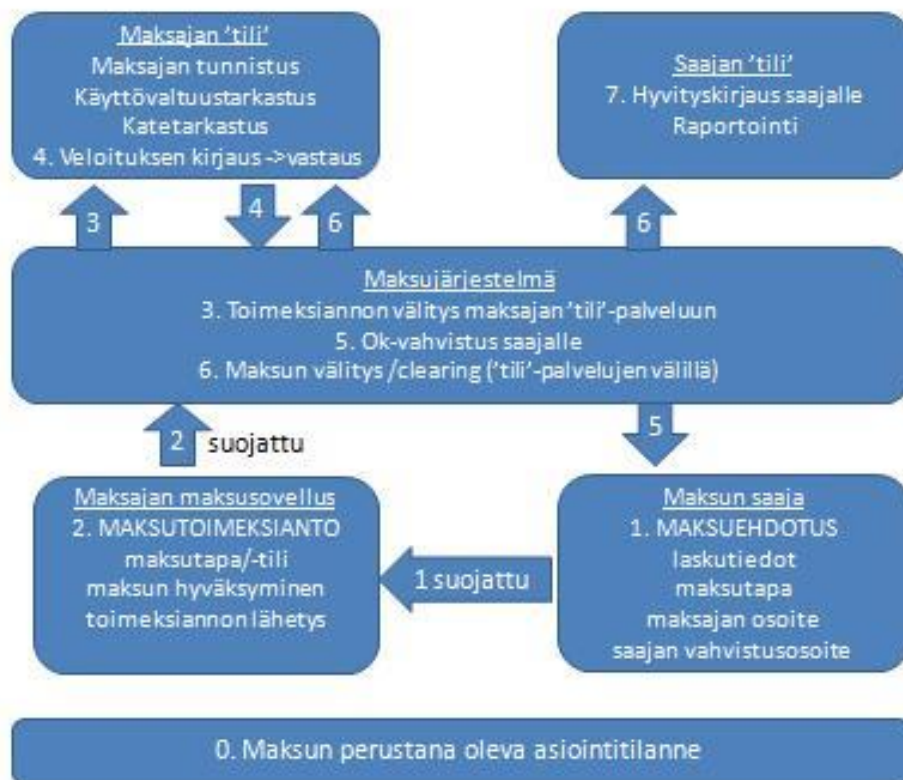 Maksajan 'tili'
Maksajan tunnistus
Käyttövaltuustarkastus
Katetarkastus
4. Veloituksen kirjaus ->vastaus
Saajan 'tili'
7. Hyvityskirjaus saajalle
Raportointi
3
4
6
6
Maksujärjestelmä
3. Toimeksiannon välitys maksajan 'tili'-palveluun
5. Ok-vahvistus saajalle
6. Maksun välitys /clearing ('tili'-palvelujen välillä)
2 suojattu
5
Maksajan maksusovellus
2. MAKSUTOIMEKSIANTO
maksutapa/-tili
maksun hyväksyminen
toimeksiannon lähetys
1 suojattu
Maksun saaja
1. MAKSUEHDOTUS
laskutiedot
maksutapa
maksajan osoite
saajan vahvistusosoite
0. Maksun perustana oleva asiointitilanne